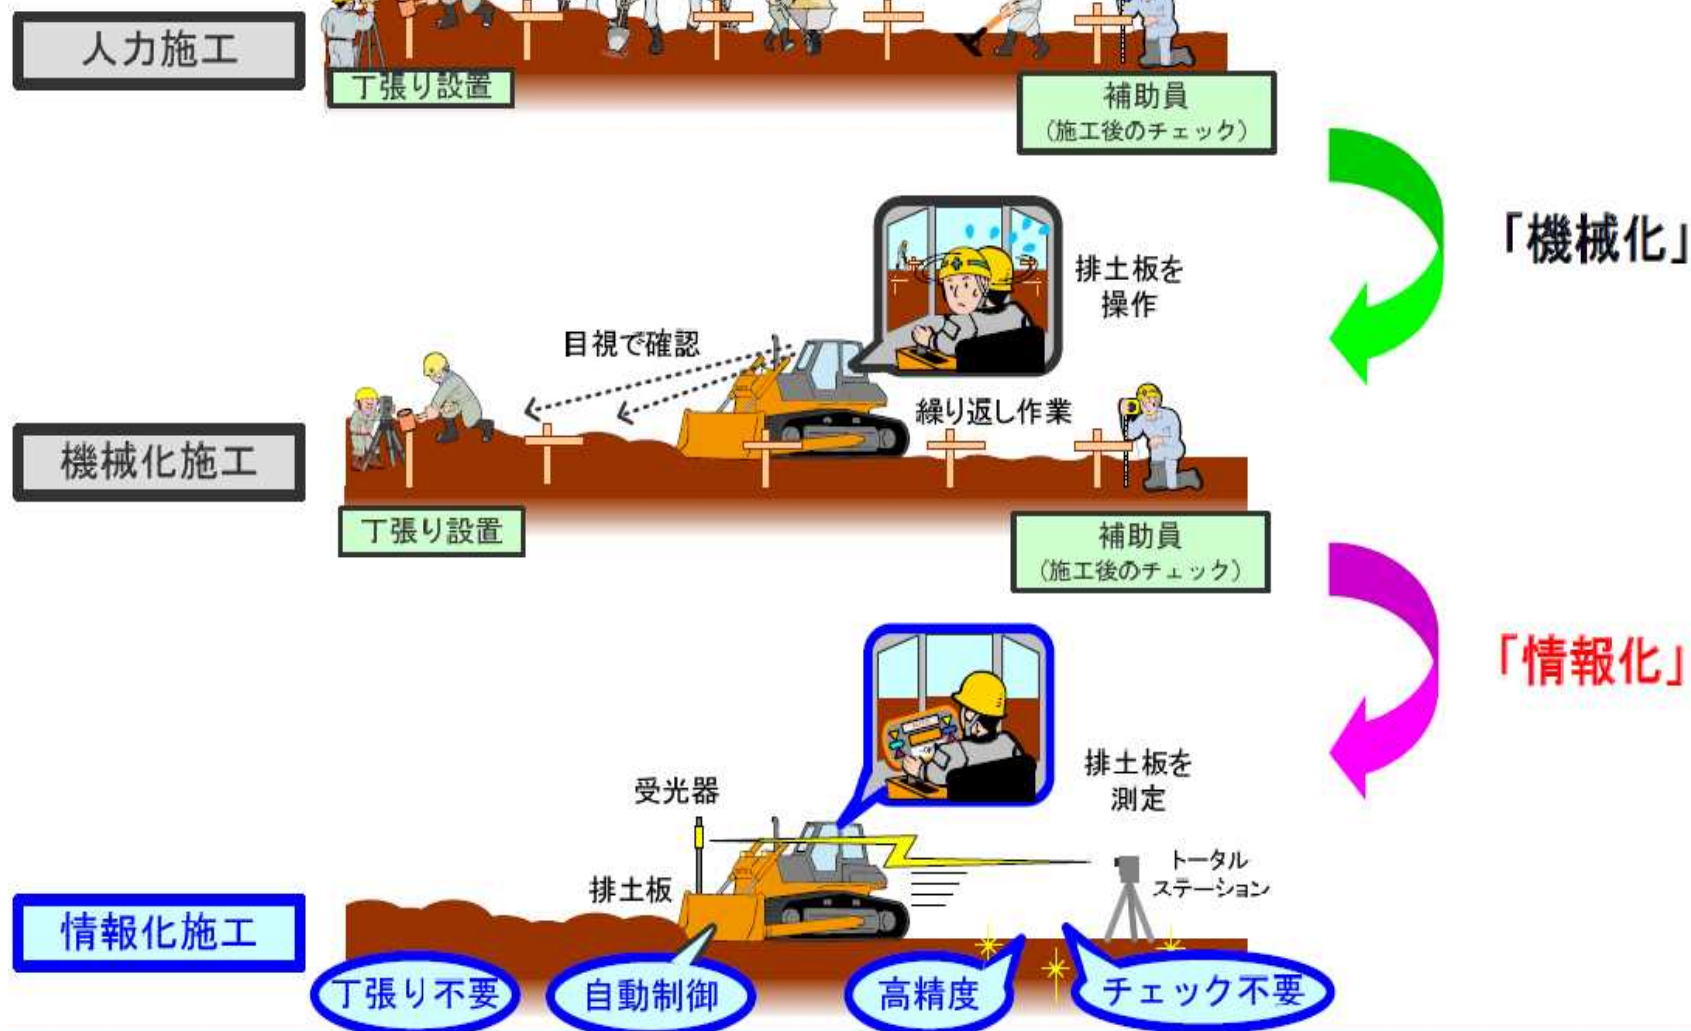 人力施工
丁張り設置
補助員
（施工後のチェック）
「機械化」
排土板を
操作
目視で確認
繰り返し作業
機械化施工
丁張り設置
補助員
（施工後のチェック）
「情報化」
排土板を
測定
受光器
トータル
ステーション
排土板
情報化施工
丁張り不要
自動制御
高精度
チェック不要